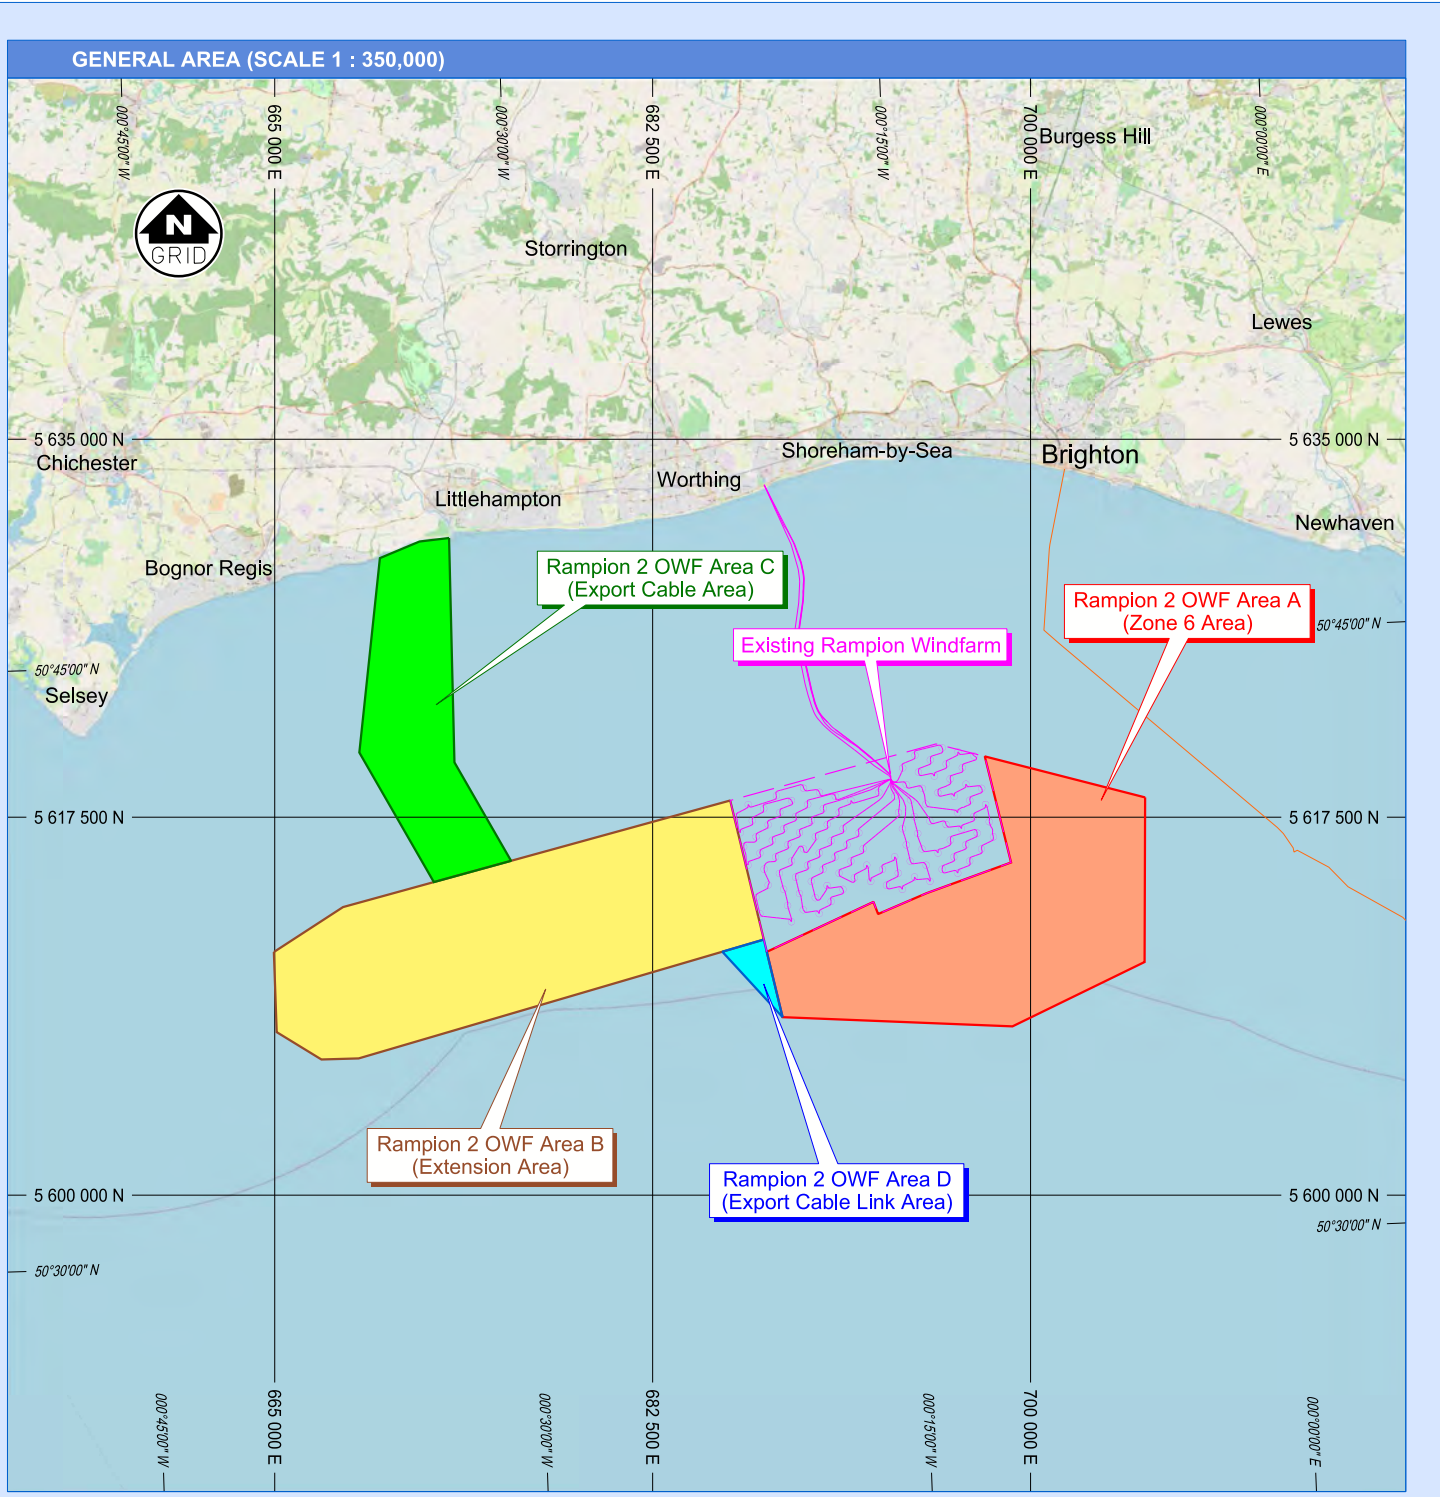 GENERAL AREA (SCALE 1 : 350,000)
000°45'00" W
665 000 E
000°30'00" W
682 500 E
000°15'00" W
700 000 E
000°00'00" E
Burgess Hill
N
GRID
Storrington
Lewes
5 635 000 N
5 635 000 N
Chichester
Shoreham-by-Sea
Brighton
Worthing
Littlehampton
Newhaven
Bognor Regis
Rampion 2 OWF Area C
(Export Cable Area)
Rampion 2 OWF Area A
(Zone 6 Area)
50°45'00" N
Existing Rampion Windfarm
50°45'00" N
Selsey
5 617 500 N
5 617 500 N
Rampion 2 OWF Area B
(Extension Area)
Rampion 2 OWF Area D
(Export Cable Link Area)
5 600 000 N
5 600 000 N
50°30'00" N
50°30'00" N
000°45'00" W
665 000 E
000°30'00" W
682 500 E
000°15'00" W
700 000 E
000°00'00" E